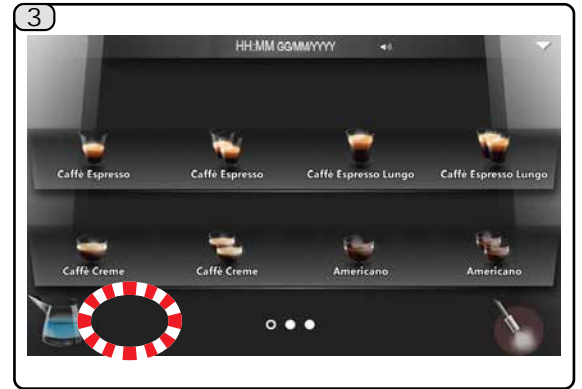 3
HH:MM GG/MM/YYYY
Caffè Espresso Caffè Espresso Caffè Espresso Lungo Caffè Espresso Lungo
Caffè Creme Caffè Creme Americano Americano